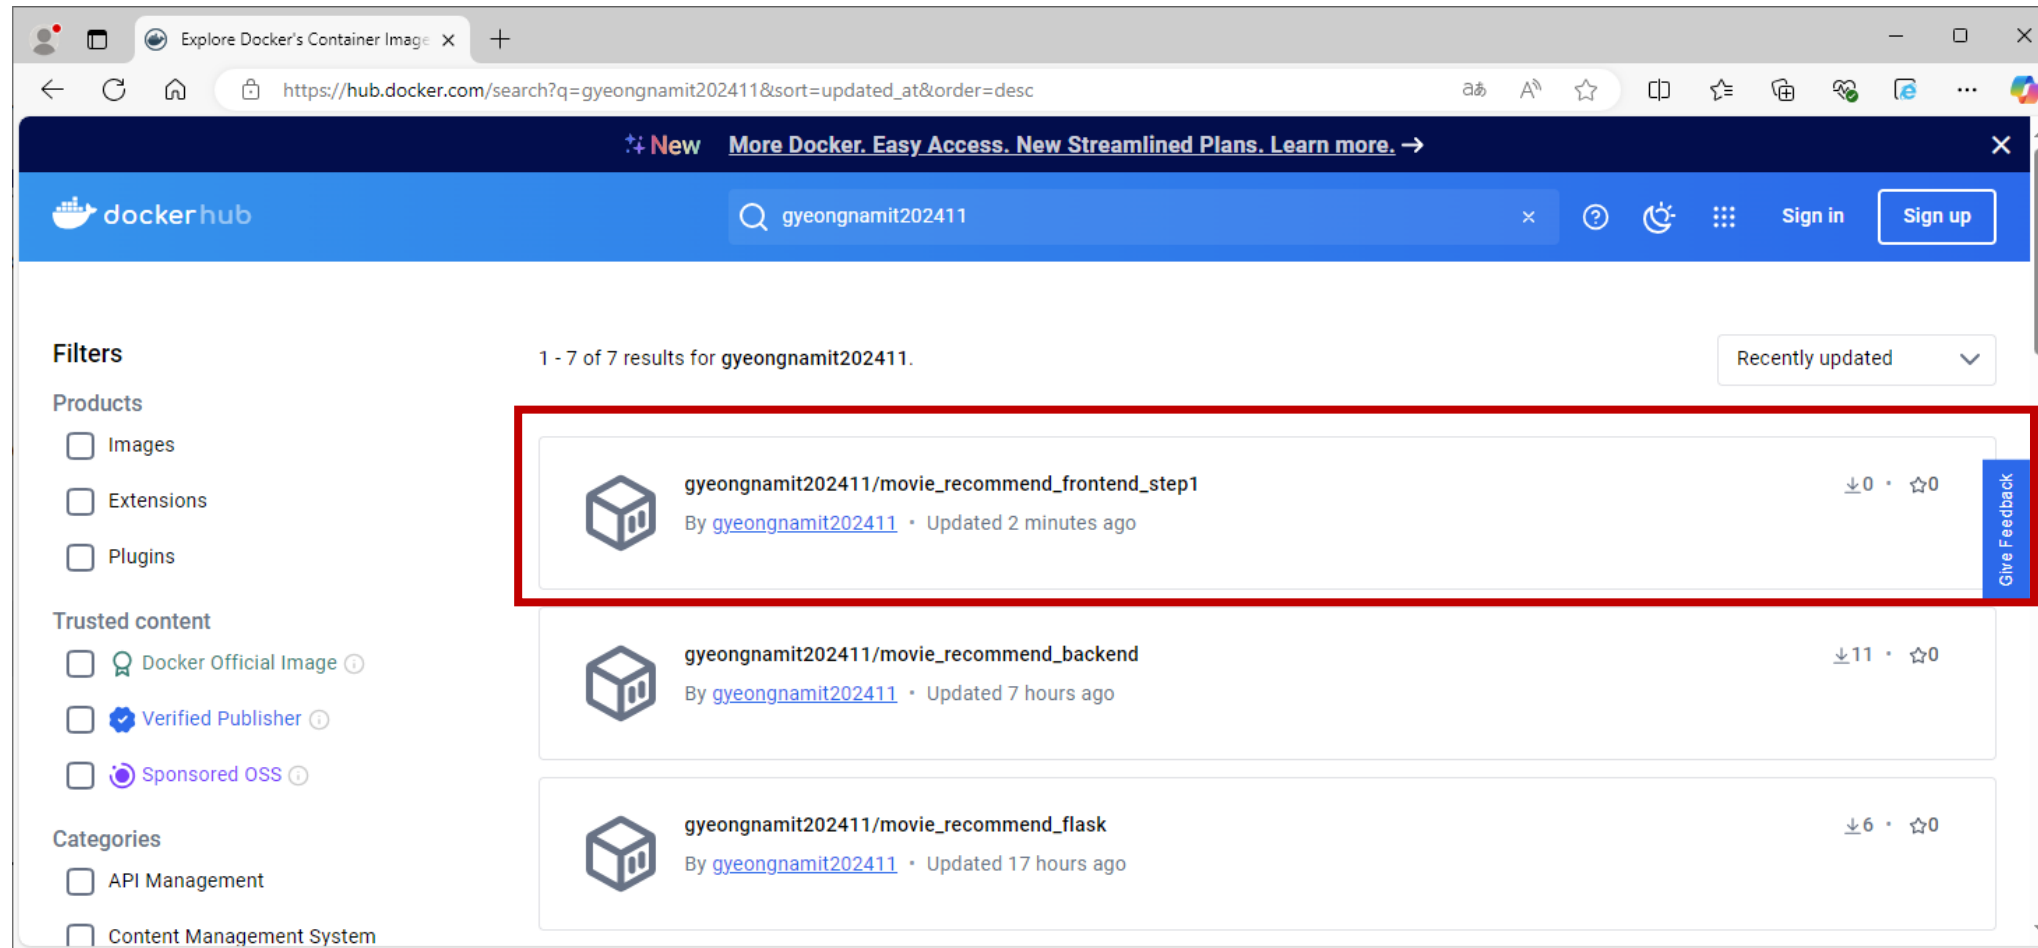 Explore Docker's Container Image
https://hub.docker.com/search?q=gyeongnamit202411&sort=updated_at&order=desc
New More Docker. Easy Access. New Streamlined Plans. Learn more. →
dockerhub
gyeongnamit202411
Sign in
Sign up
Filters
1 - 7 of 7 results for gyeongnamit202411.
Recently updated
Products
Images
Extensions
Plugins
Trusted content
Docker Official Image
Verified Publisher
Sponsored OSS
Categories
API Management
Content Management System
gyeongnamit202411/movie_recommend_frontend_step1
0 • 0
By gyeongnamit202411 • Updated 2 minutes ago
Give Feedback
gyeongnamit202411/movie_recommend_backend
11 • 0
By gyeongnamit202411 • Updated 7 hours ago
gyeongnamit202411/movie_recommend_flask
6 • 0
By gyeongnamit202411 • Updated 17 hours ago